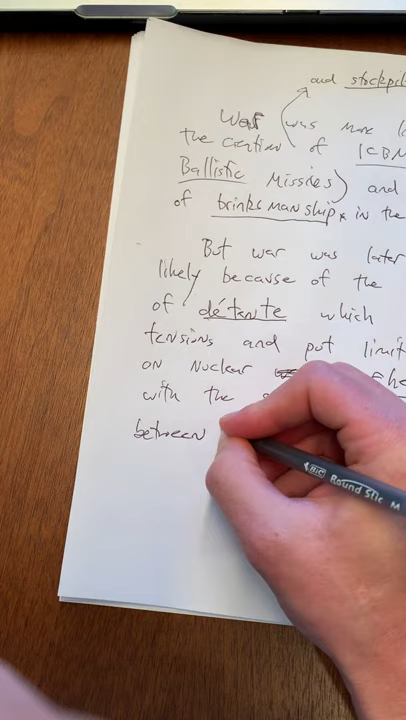 and stockpil
War was more l
the creation of ICBM
Ballistic Missiles) and
of brinksmanship in the
But war was later
likely because of the
of détante which
tensions and put limit
on Nuclear
with the
between
BIC Round Stic M